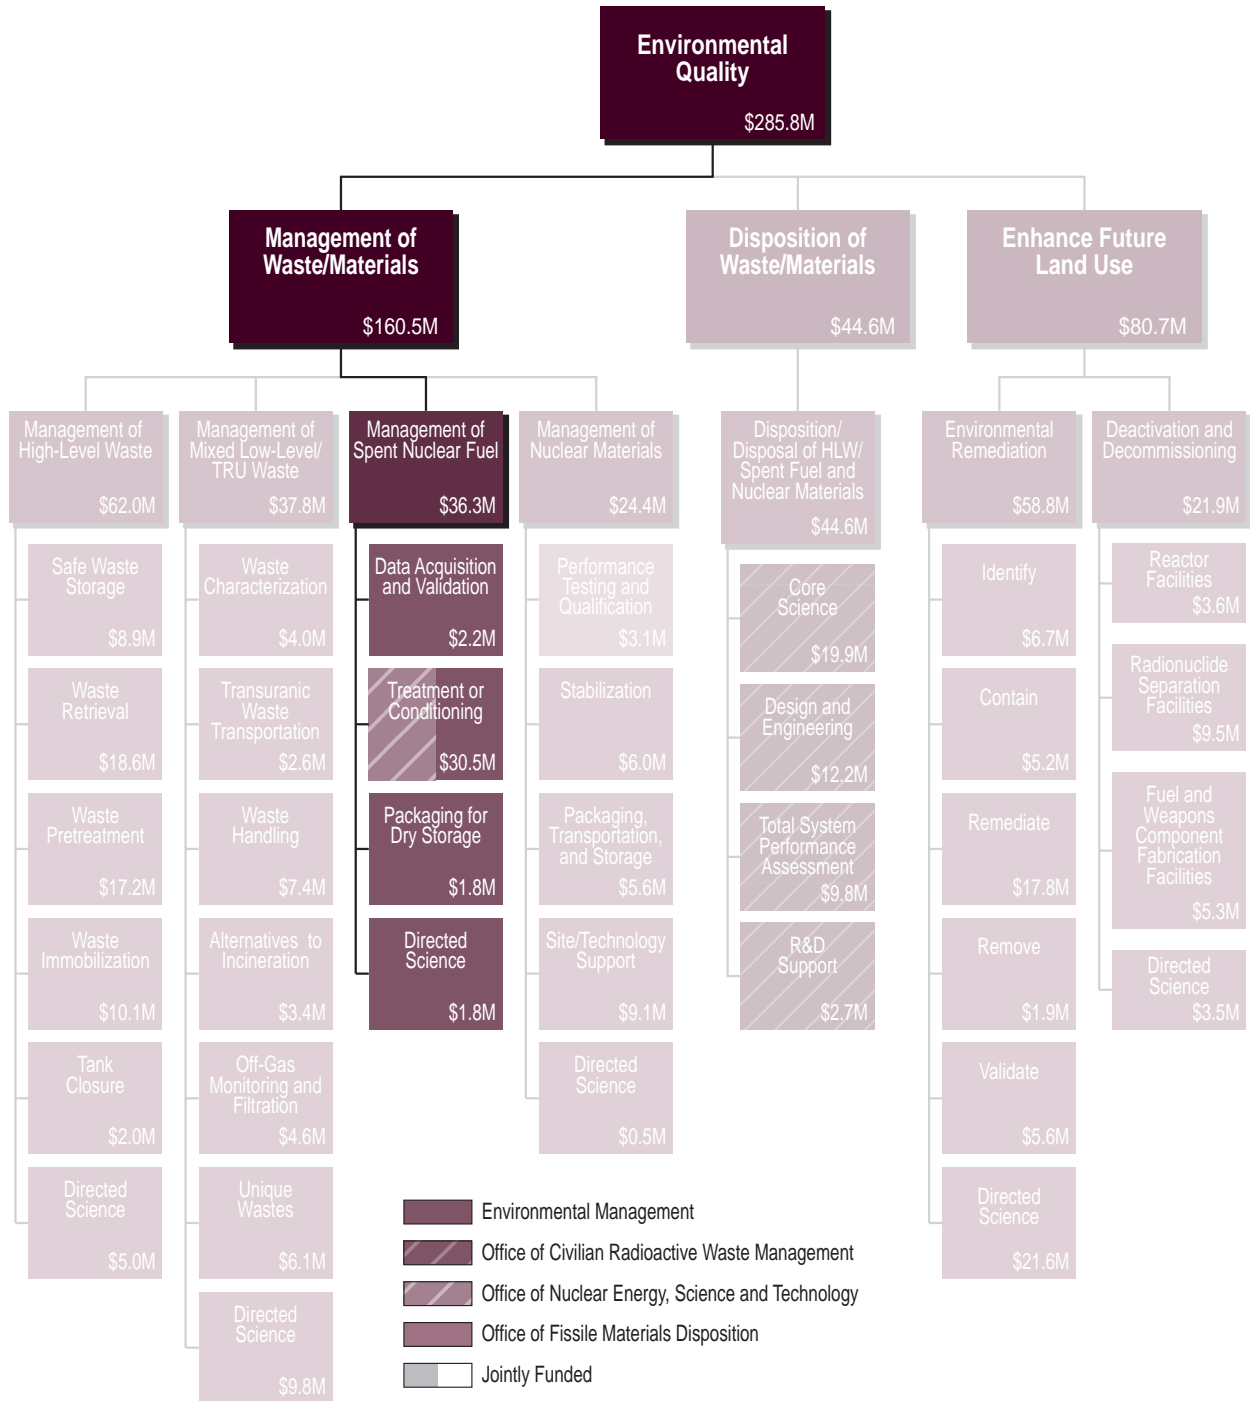 Environmental
Quality
$285.8M
Management of
Waste/Materials
$160.5M
Disposition of
Waste/Materials
$44.6M
Enhance Future
Land Use
$80.7M
Management of
High-Level Waste
$62.0M
Management of
Mixed Low-Level/
TRU Waste
$37.8M
Management of
Spent Nuclear Fuel
$36.3M
Management of
Nuclear Materials
$24.4M
Disposition/
Disposal of HLW/
Spent Fuel and
Nuclear Materials
$44.6M
Environmental
Remediation
$58.8M
Deactivation and
Decommissioning
$21.9M
Safe Waste
Storage
$8.9M
Waste
Retrieval
$18.6M
Waste
Pretreatment
$17.2M
Waste
Immobilization
$10.1M
Tank
Closure
$2.0M
Directed
Science
$5.0M
Waste
Characterization
$4.0M
Transuranic
Waste
Transportation
$2.6M
Waste
Handling
$7.4M
Alternatives to
Incineration
$3.4M
Off-Gas
Monitoring and
Filtration
$4.6M
Unique
Wastes
$6.1M
Directed
Science
$9.8M
Data Acquisition
and Validation
$2.2M
Treatment or
Conditioning
$30.5M
Packaging for
Dry Storage
$1.8M
Directed
Science
$1.8M
Performance
Testing and
Qualification
$3.1M
Stabilization
$6.0M
Packaging,
Transportation,
and Storage
$5.6M
Site/Technology
Support
$9.1M
Directed
Science
$0.5M
Core
Science
$19.9M
Design and
Engineering
$12.2M
Total System
Performance
Assessment
$9.8M
R&D
Support
$2.7M
Identify
$6.7M
Contain
$5.2M
Remediate
$17.8M
Remove
$1.9M
Validate
$5.6M
Directed
Science
$21.6M
Reactor
Facilities
$3.6M
Radionuclide
Separation
Facilities
$9.5M
Fuel and
Weapons
Component
Fabrication
Facilities
$5.3M
Directed
Science
$3.5M
Environmental Management
Office of Civilian Radioactive Waste Management
Office of Nuclear Energy, Science and Technology
Office of Fissile Materials Disposition
Jointly Funded